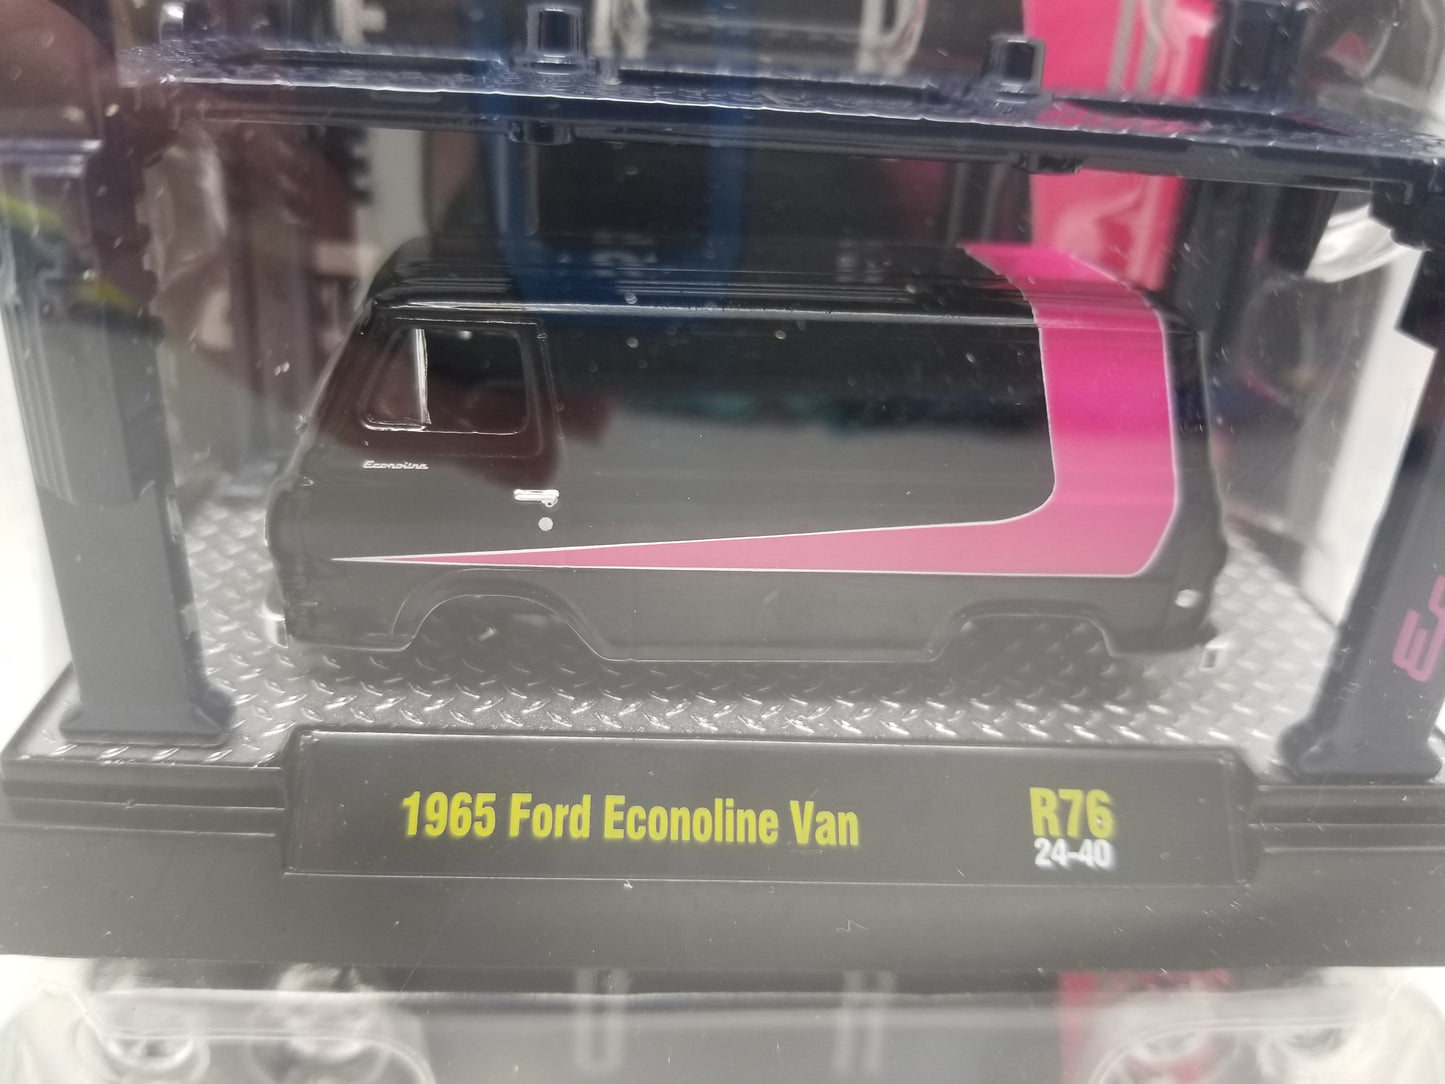 Econoline
1965 Ford Econoline Van
R76
24-40